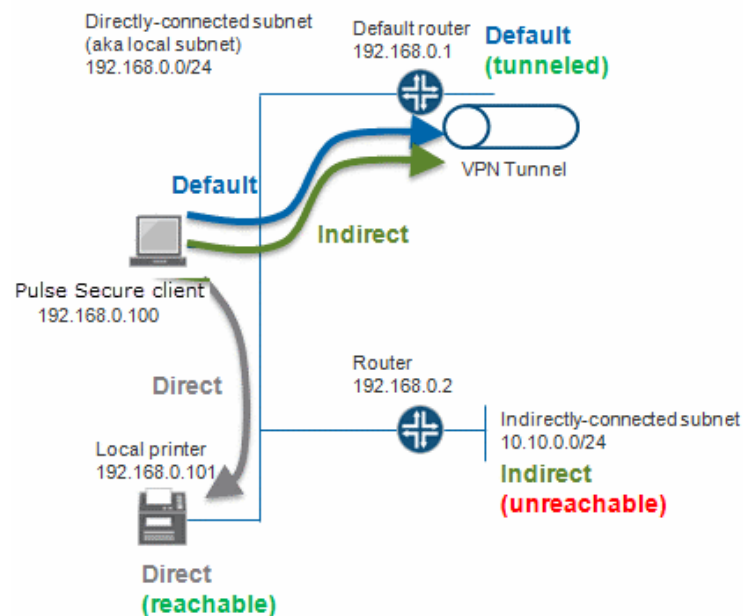 Directly-connected subnet
(aka local subnet)
192.168.0.0/24
Default router
192.168.0.1
Default
(tunneled)
VPN Tunnel
Default
Indirect
Pulse Secure client
192.168.0.100
Direct
Router
192.168.0.2
Indirectly-connected subnet
10.10.0.0/24
Indirect
(unreachable)
Local printer
192.168.0.101
Direct
(reachable)